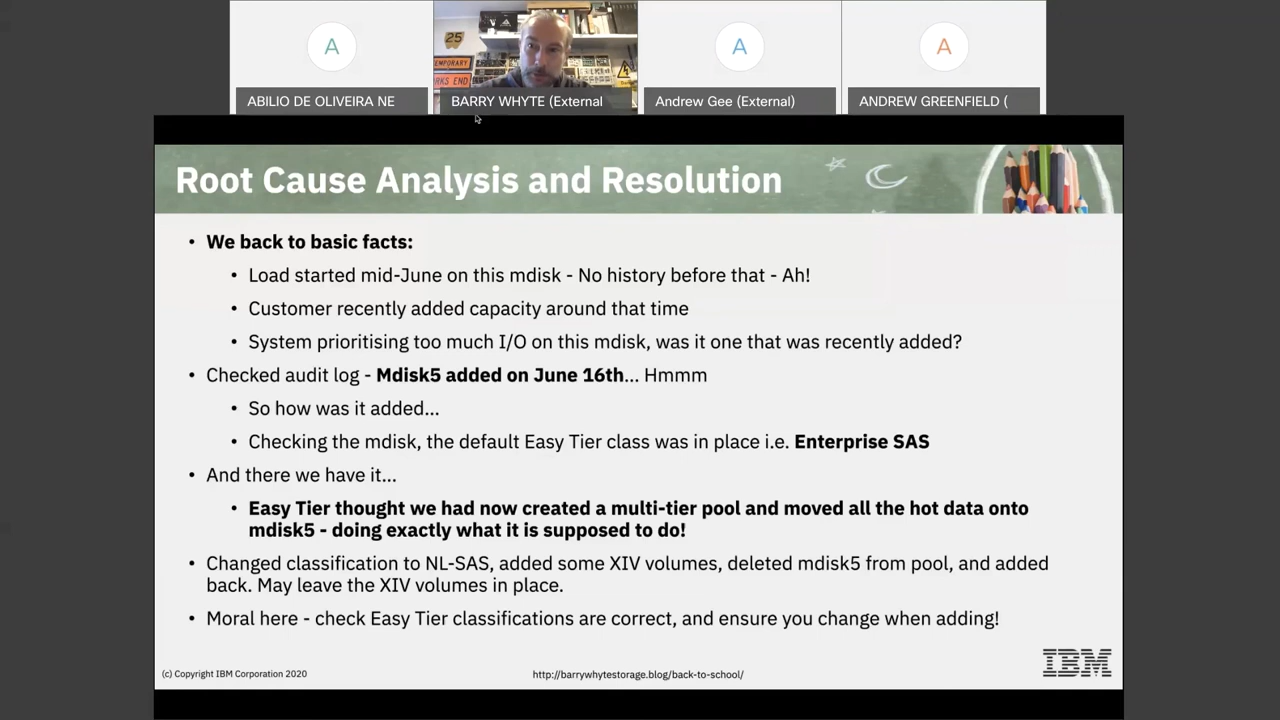 A
25
TEMPORARY
WORKS END
A
A
ABILIO DE OLIVEIRA NE
BARRY WHYTE (External
Andrew Gee (External)
ANDREW GREENFIELD (
Root Cause Analysis and Resolution
• We back to basic facts:
• Load started mid-June on this mdisk - No history before that - Ah!
• Customer recently added capacity around that time
• System prioritising too much I/O on this mdisk, was it one that was recently added?
• Checked audit log - Mdisk5 added on June 16th... Hmmm
• So how was it added...
• Checking the mdisk, the default Easy Tier class was in place i.e. Enterprise SAS
• And there we have it...
• Easy Tier thought we had now created a multi-tier pool and moved all the hot data onto
mdisk5 - doing exactly what it is supposed to do!
• Changed classification to NL-SAS, added some XIV volumes, deleted mdisk5 from pool, and added
back. May leave the XIV volumes in place.
• Moral here - check Easy Tier classifications are correct, and ensure you change when adding!
(c) Copyright IBM Corporation 2020
http://barrywhytestorage.blog/back-to-school/
IBM